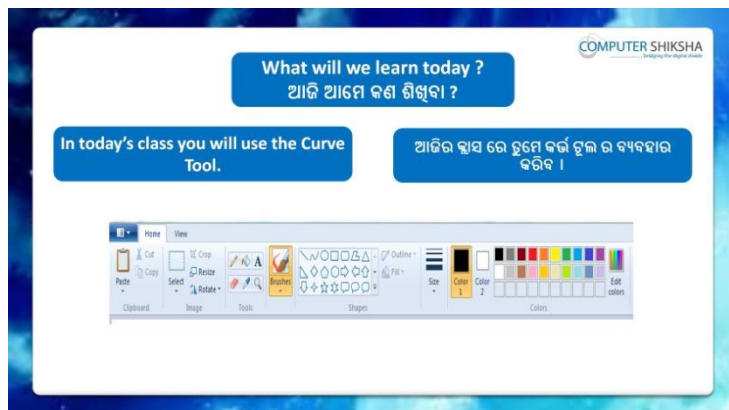 COMPUTER SHIKSHA
...bridging the digital divide
What will we learn today ?
ଆଜି ଆମେ କଣ ଶିଖିବା ?
In today's class you will use the Curve
Tool.
ଆଜିର କ୍ଲାସ ରେ ତୁମେ କର୍ଭ ଟୁଲ ର ବ୍ୟବହାର
କରିବ ।
Home View
Cut
Copy
Paste
Clipboard
Crop
Resize
Rotate
Select
Image
A
Tools
Brushes
Outline
Fill
Shapes
Size
Color
1
Color
2
Edit
colors
Colors